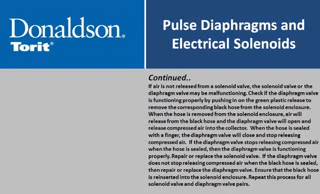 Donaldson®
Torit®
Pulse Diaphragms and
Electrical Solenoids
Continued..
If air is not released from a solenoid valve, the solenoid valve or the
diaphragm valve may be malfunctioning. Check if the diaphragm valve
is functioning properly by pushing in on the green plastic release to
remove the corresponding black hose from the solenoid enclosure.
When the hose is removed from the solenoid enclosure, air will
release from the black hose and the diaphragm valve will open and
release compressed air into the collector. When the hose is sealed
with a finger, the diaphragm valve will close and stop releasing
compressed air. If the diaphragm valve stops releasing compressed air
when the hose is sealed, then the diaphragm valve is functioning
properly. Repair or replace the solenoid valve. If the diaphragm valve
does not stop releasing compressed air when the black hose is sealed,
then repair or replace the diaphragm valve. Ensure that the black hose
is reinserted into the solenoid enclosure. Repeat this process for all
solenoid valve and diaphragm valve pairs.